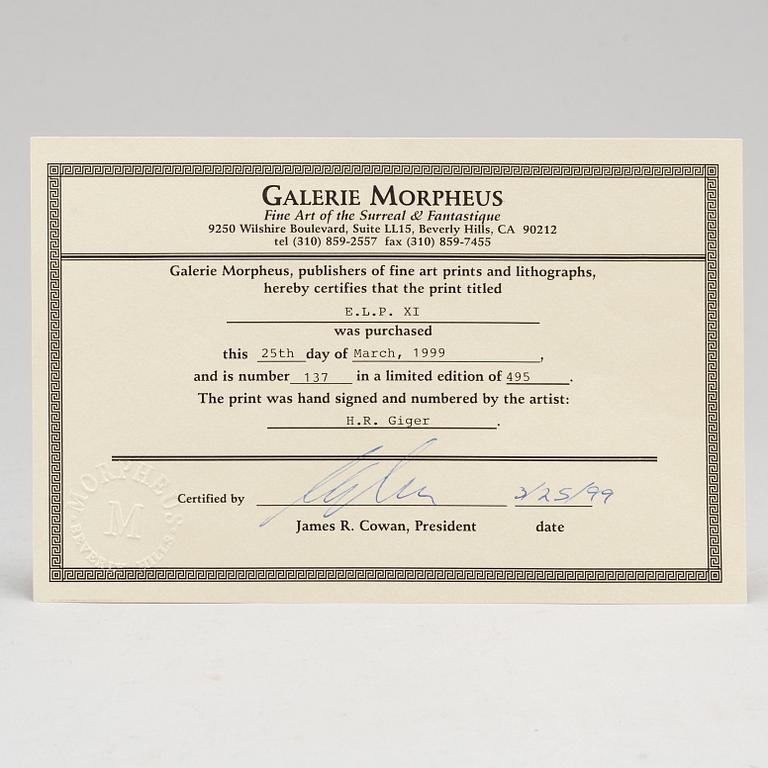 GALERIE MORPHEUS
Fine Art of the Surreal & Fantastique
9250 Wilshire Boulevard, Suite LL15, Beverly Hills, CA 90212
tel (310) 859-2557 fax (310) 859-7455
Galerie Morpheus, publishers of fine art prints and lithographs,
hereby certifies that the print titled
E.L.P. XI
was purchased
this 25th day of March, 1999,
and is number 137 in a limited edition of 495.
The print was hand signed and numbered by the artist:
H.R. Giger.
Certified by 3/25/99
James R. Cowan, President date
MORPHEUS
M
BEVERLY HILLS